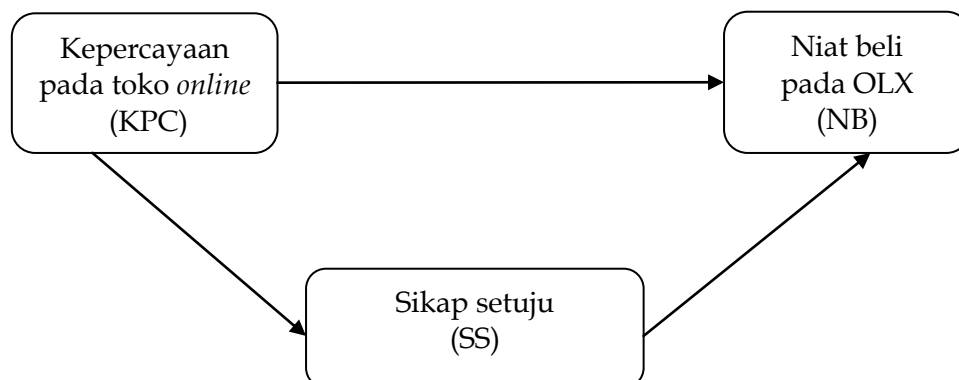 Kepercayaan
pada toko online
(KPC)
Niat beli
pada OLX
(NB)
Sikap setuju
(SS)